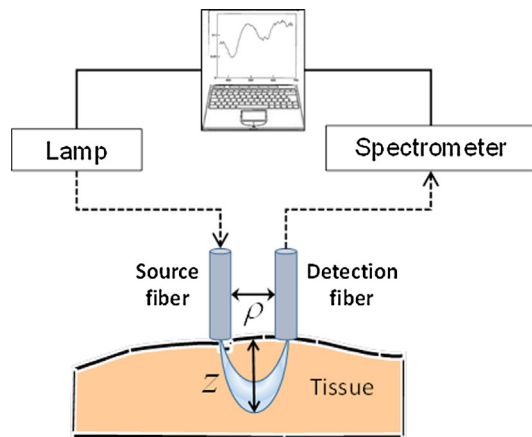 Lamp
Spectrometer
Source
fiber
Detection
fiber
ρ
z
Tissue